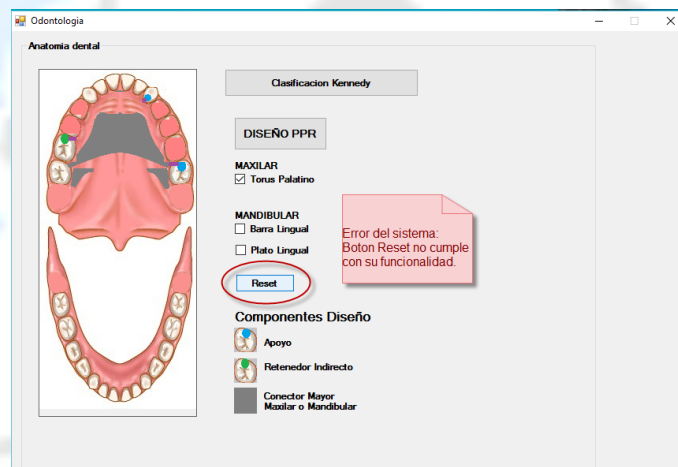 Odontologia
Anatomia dental
Clasificacion Kennedy
DISEÑO PPR
MAXILAR
Torus Palatino
MANDIBULAR
Barra Lingual
Plato Lingual
Reset
Error del sistema:
Boton Reset no cumple
con su funcionalidad.
Componentes Diseño
Apoyo
Retenedor Indirecto
Conector Mayor
Maxilar o Mandibular